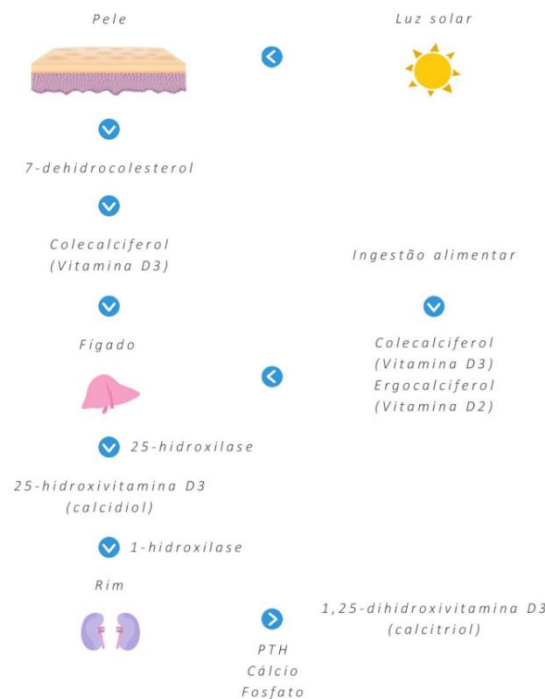 Pele
Luz solar
7-dehidrocolesterol
Colecalciferol
(Vitamina D3)
Ingestão alimentar
Fígado
Colecalciferol
(Vitamina D3)
Ergocalciferol
(Vitamina D2)
25-hidroxilase
25-hidroxivitamina D3
(calcidiol)
1-hidroxilase
Rim
1,25-dihidroxivitamina D3
(calcitriol)
PTH
Cálcio
Fosfato